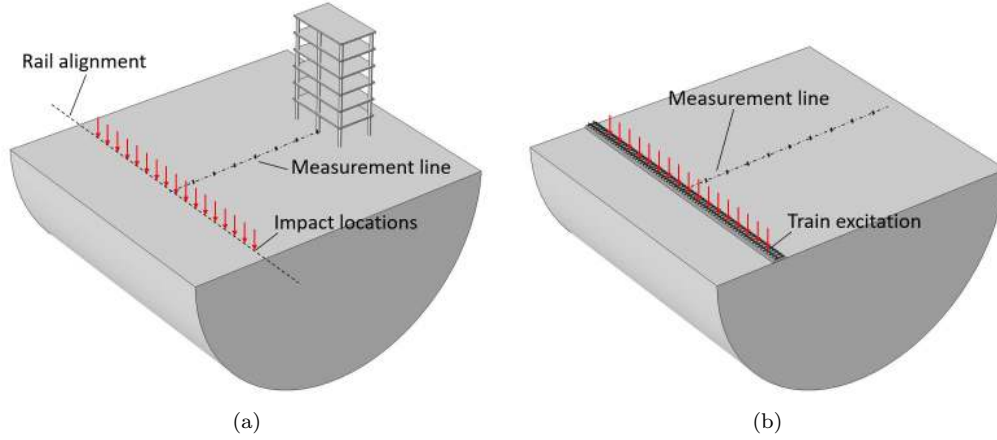 Rail alignment
Measurement line
Impact locations
(a)
Measurement line
Train excitation
(b)